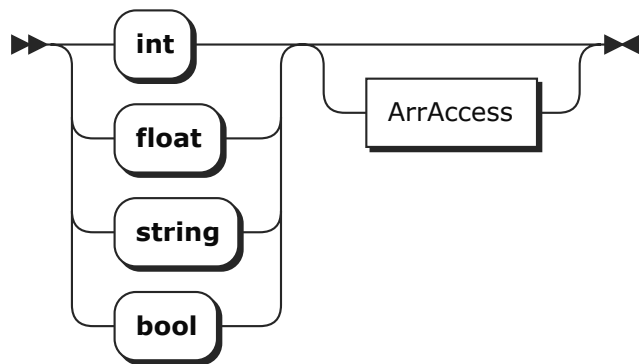 int
float
string
bool
ArrAccess